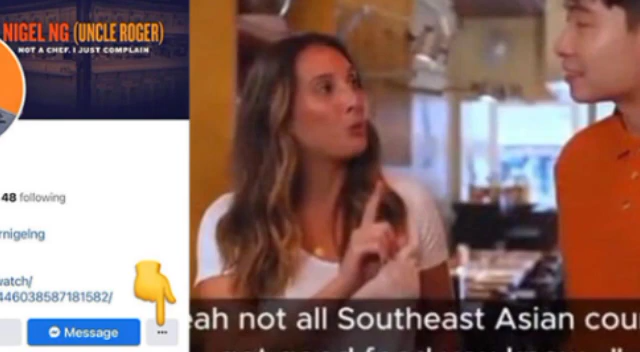 NIGEL NG (UNCLE ROGER)
NOT A CHEF. I JUST COMPLAIN
48 following
rnigelng
watch/
446038587181582/
Message
eah not all Southeast Asian cou